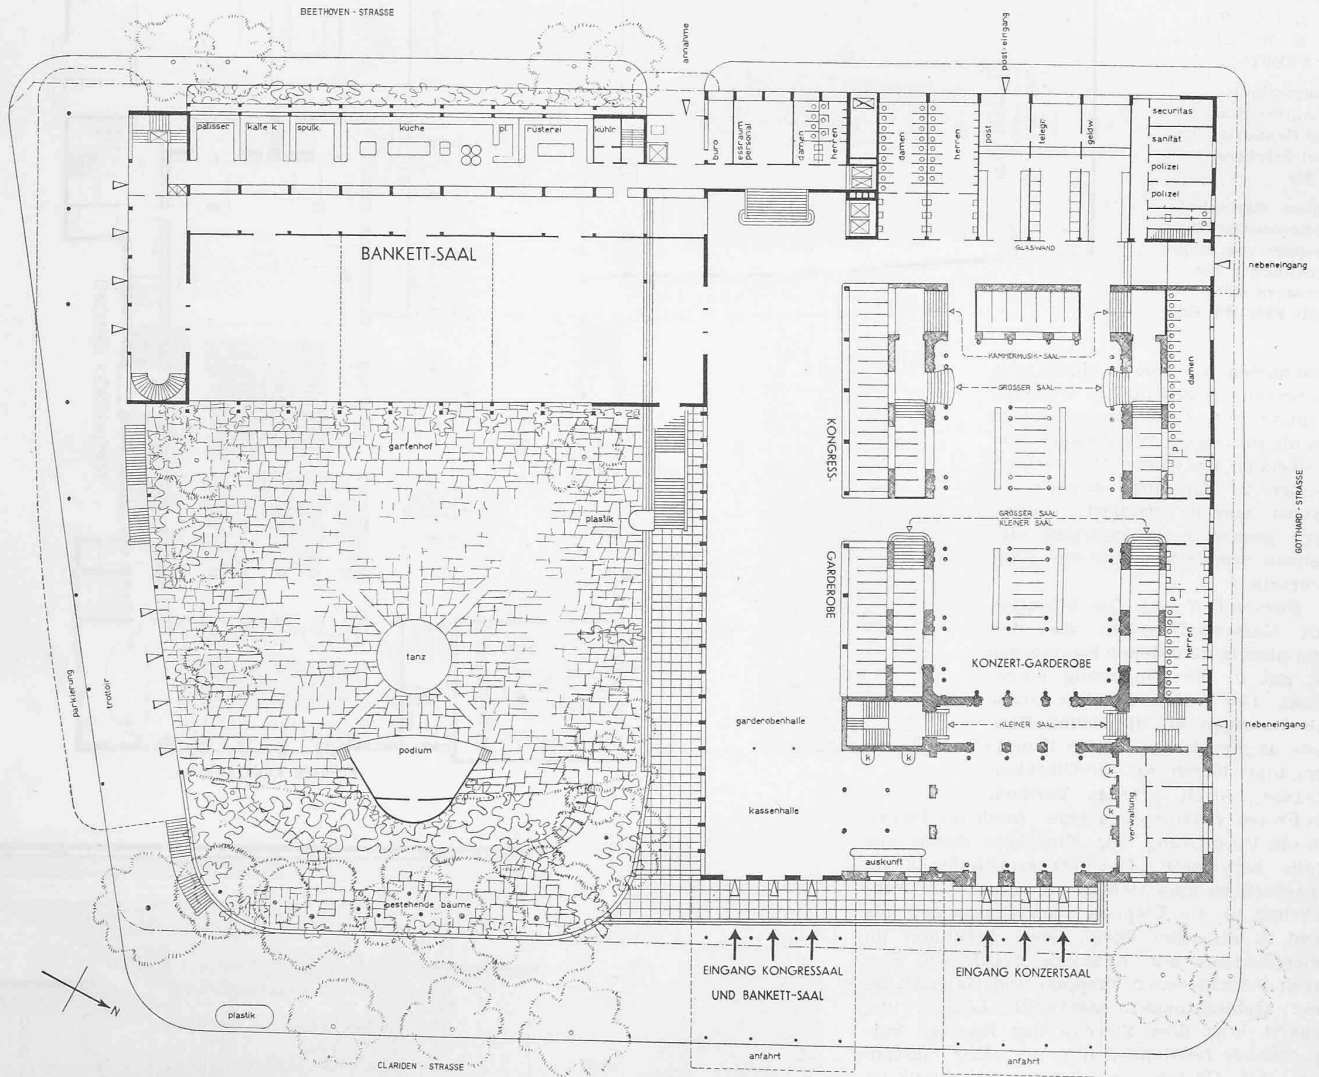 BEETHOVEN - STRASSE
annahme
post-eingang
patisser
kalte k
spülk.
küche
pl.
rüsterei
kühlr
büro
essraum
personal
damen
herren
damen
herren
post
telegr
geldw
securitas
sanität
polizei
polizei
GLASWAND
nebeneingang
BANKETT-SAAL
KAMMERMUSIK-SAAL
GROSSER SAAL
damen
KONGRESS-
GARDEROBE
GOTTHARD - STRASSE
gartenhof
plastik
GROSSER SAAL
KLEINER SAAL
tanz
KONZERT-GARDEROBE
herren
parkierung
trottoir
podium
garderobenhalle
KLEINER SAAL
nebeneingang
k
k
k
k
kassenhalle
verwaltung
auskunft
bestehende bäume
EINGANG KONGRESSAAL
UND BANKETT-SAAL
EINGANG KONZERTSAAL
N
plastik
anfahrt
anfahrt
CLARIDEN - STRASSE